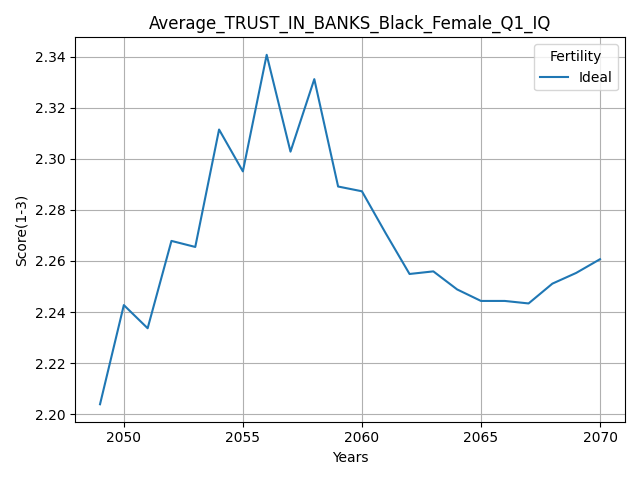 Average_TRUST_IN_BANKS_Black_Female_Q1_IQ
Fertility
Ideal
Score(1-3)
2.34
2.32
2.30
2.28
2.26
2.24
2.22
2.20
2050 2055 2060 2065 2070
Years